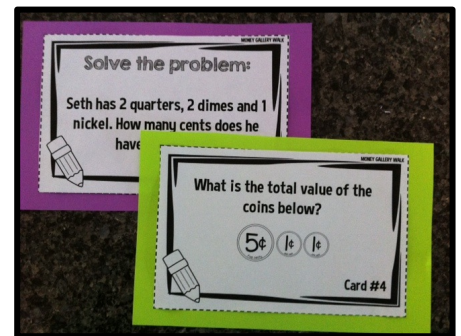 MONEY GALLERY WALK
Solve the problem:
Seth has 2 quarters, 2 dimes and 1
nickel. How many cents does he
have
MONEY GALLERY WALK
What is the total value of the
coins below?
5¢ 1¢ 1¢
Card #4